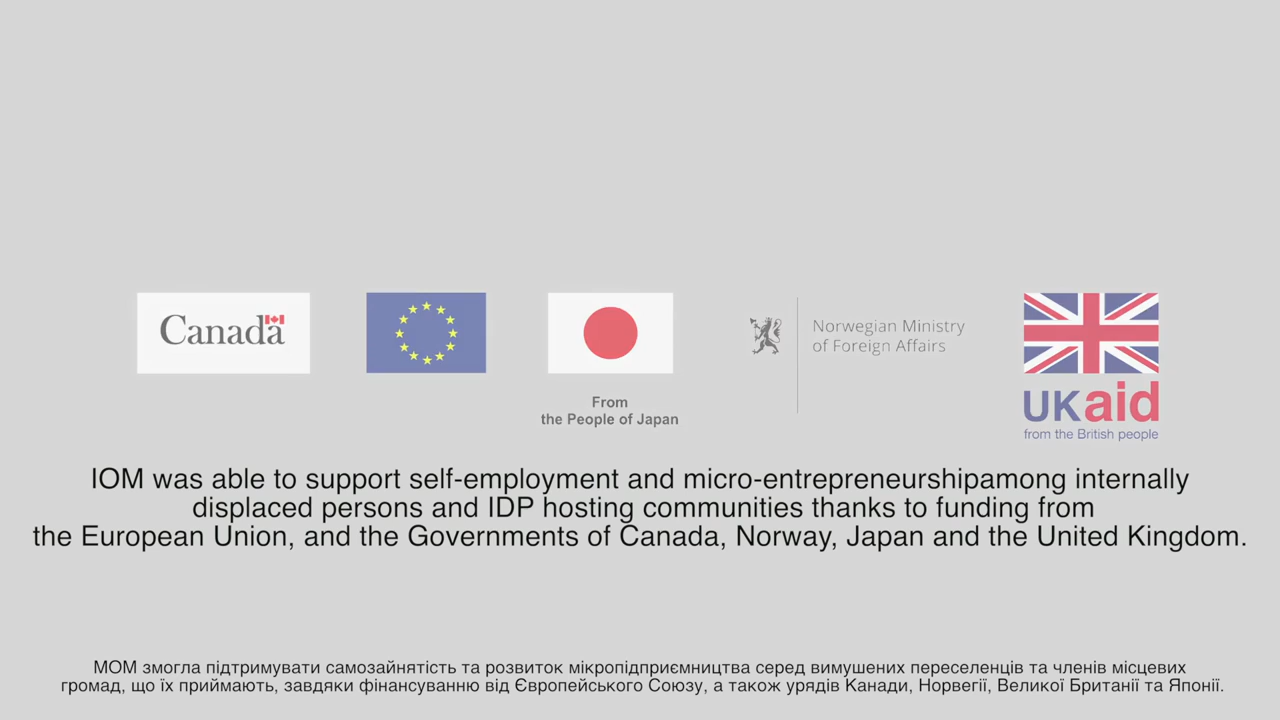 Canada
From
the People of Japan
Norwegian Ministry
of Foreign Affairs
UKaid
from the British people
IOM was able to support self-employment and micro-entrepreneurshipamong internally
displaced persons and IDP hosting communities thanks to funding from
the European Union, and the Governments of Canada, Norway, Japan and the United Kingdom.
МОМ змогла підтримувати самозайнятість та розвиток мікропідприємництва серед вимушених переселенців та членів місцевих
громад, що їх приймають, завдяки фінансуванню від Європейського Союзу, а також урядів Канади, Норвегії, Великої Британії та Японії.